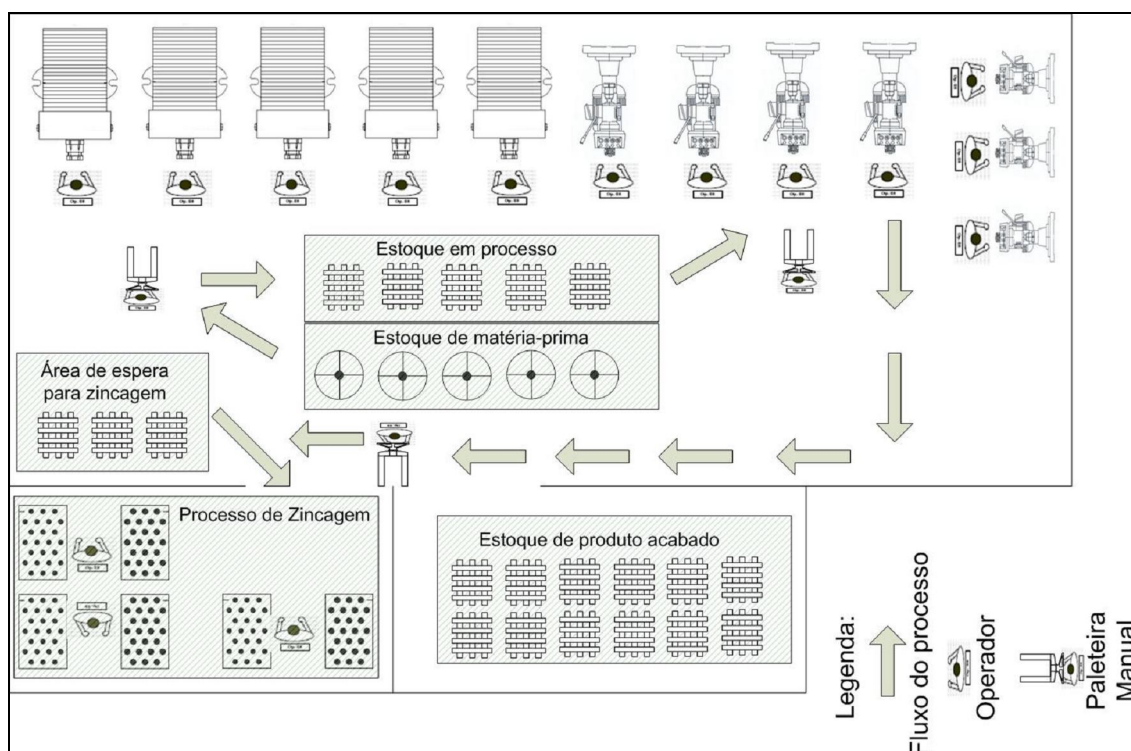 Estoque em processo
Estoque de matéria-prima
Área de espera
para zincagem
Processo de Zincagem
Estoque de produto acabado
Legenda:
Fluxo do processo
Operador
Paleteira
Manual